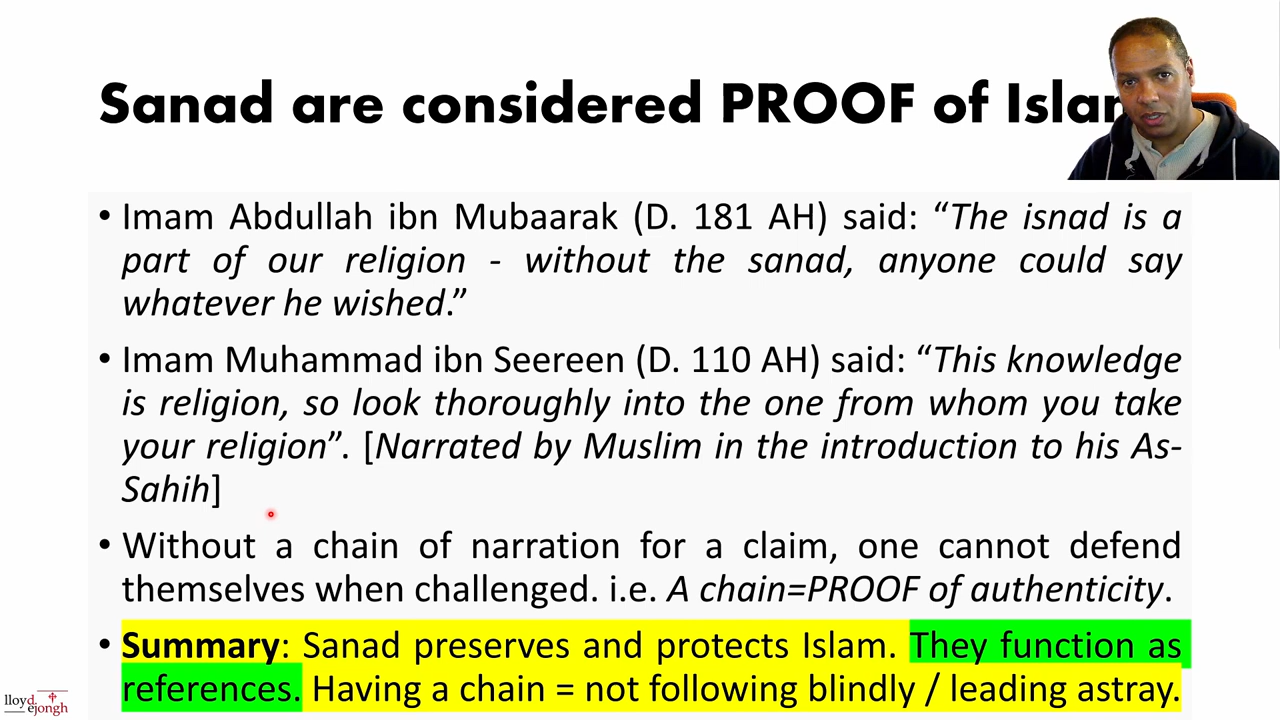 Sanad are considered PROOF of Isla
• Imam Abdullah ibn Mubaarak (D. 181 AH) said: “The isnad is a
part of our religion - without the sanad, anyone could say
whatever he wished.”
• Imam Muhammad ibn Seereen (D. 110 AH) said: “This knowledge
is religion, so look thoroughly into the one from whom you take
your religion”. [Narrated by Muslim in the introduction to his As-
Sahih]
• Without a chain of narration for a claim, one cannot defend
themselves when challenged. i.e. A chain=PROOF of authenticity.
• Summary: Sanad preserves and protects Islam. They function as
references. Having a chain = not following blindly / leading astray.
lloyd
ejongh